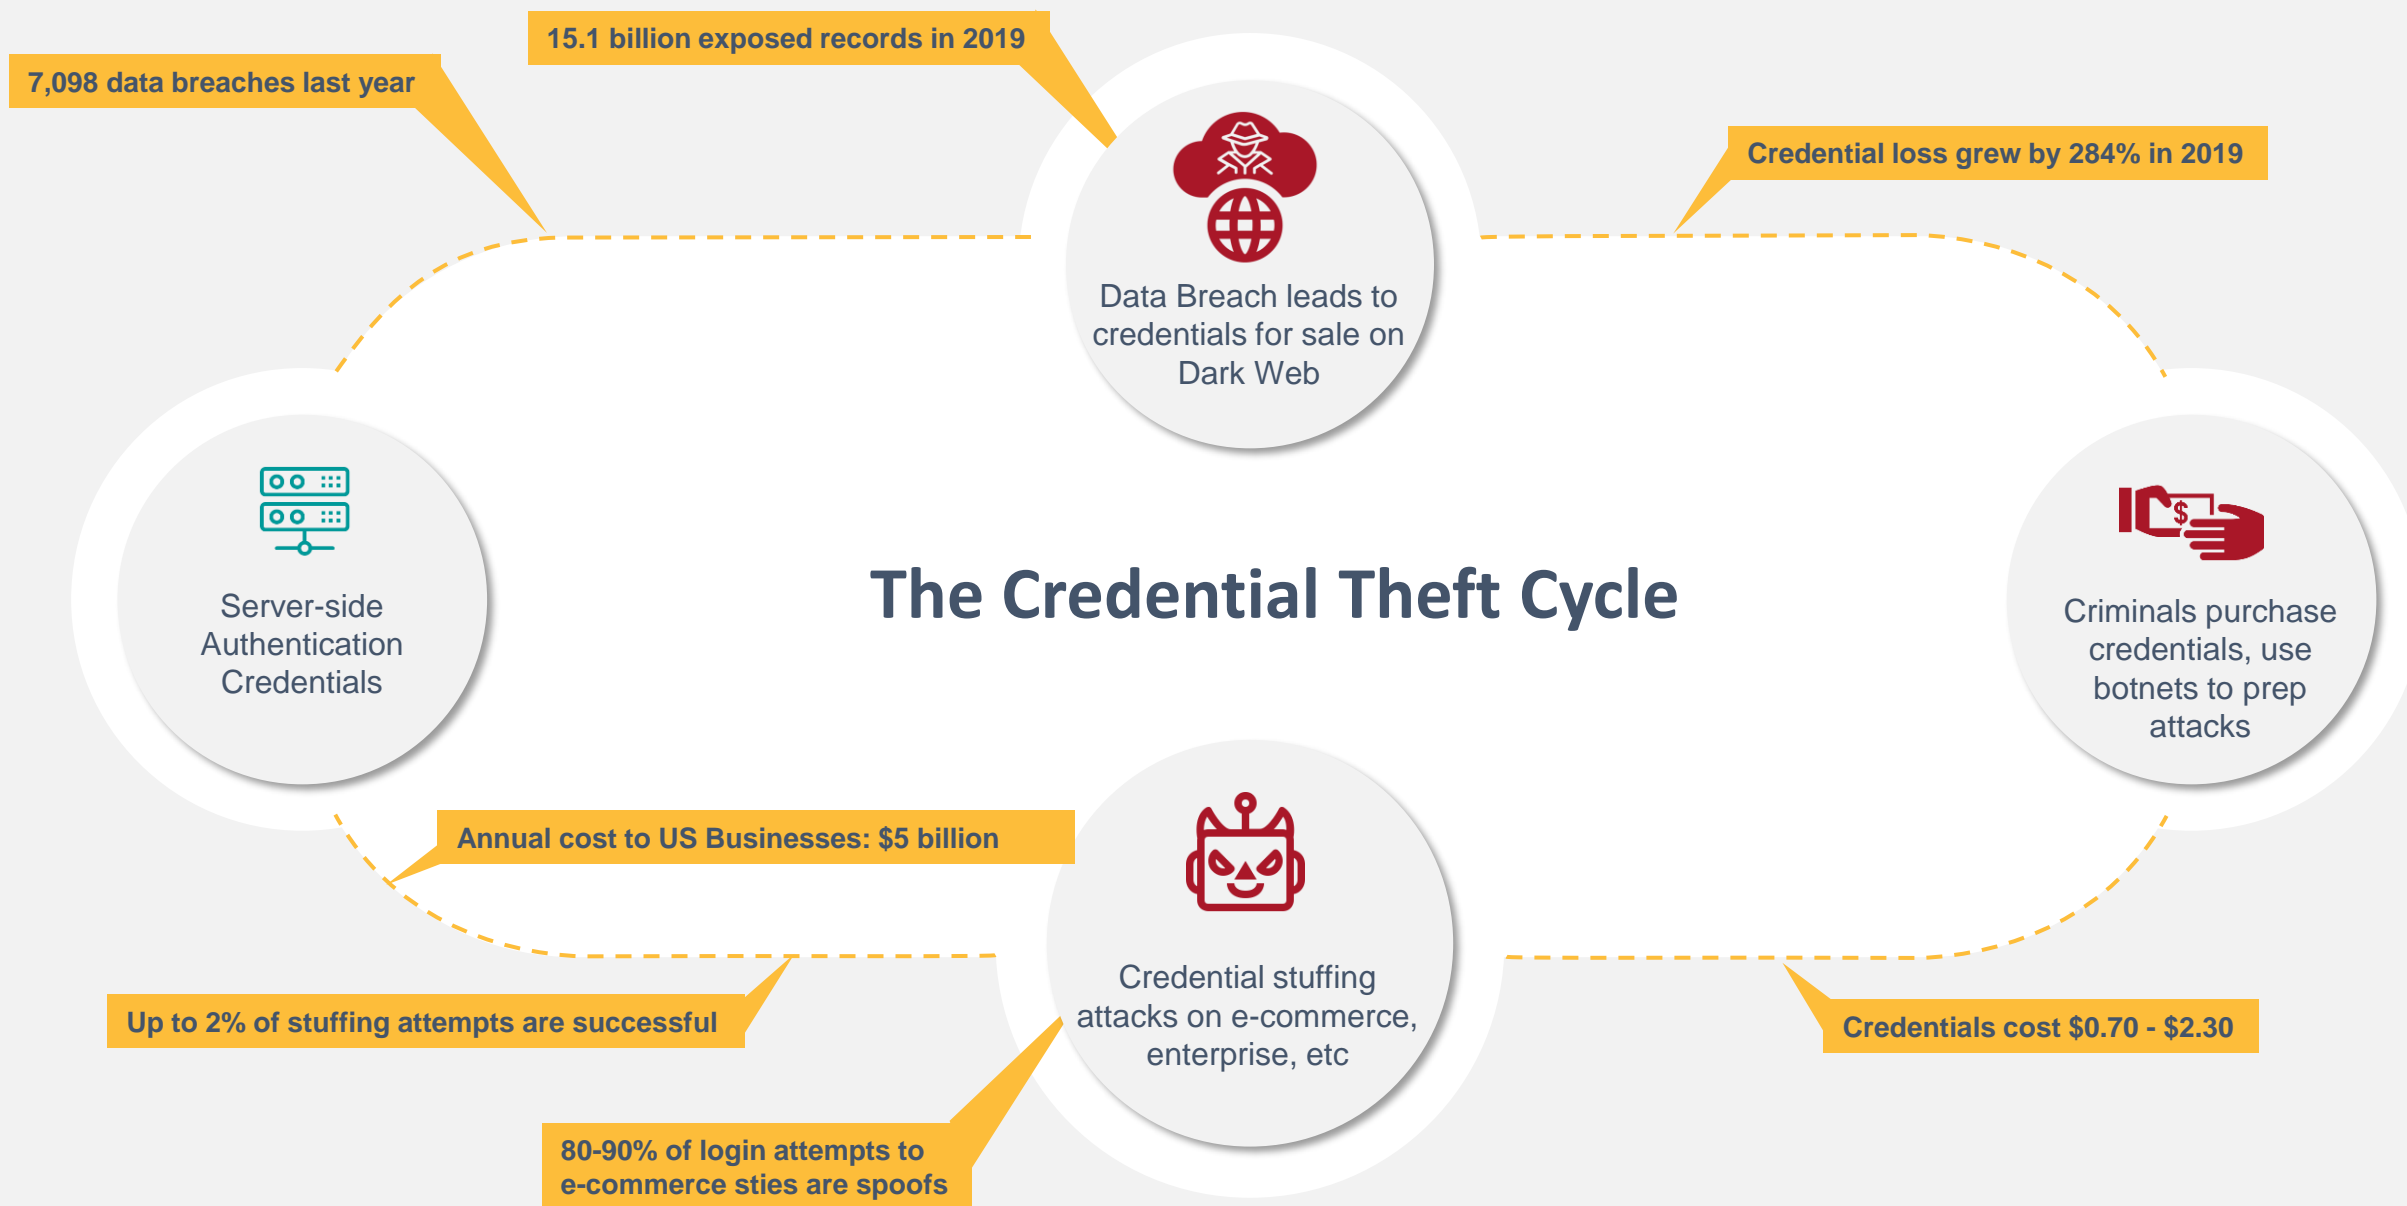 15.1 billion exposed records in 2019
7,098 data breaches last year
Credential loss grew by 284% in 2019
Data Breach leads to
credentials for sale on
Dark Web
The Credential Theft Cycle
Server-side
Authentication
Credentials
$
Criminals purchase
credentials, use
botnets to prep
attacks
Annual cost to US Businesses: $5 billion
Credential stuffing
attacks on e-commerce,
enterprise, etc
Up to 2% of stuffing attempts are successful
Credentials cost $0.70 - $2.30
80-90% of login attempts to
e-commerce sties are spoofs